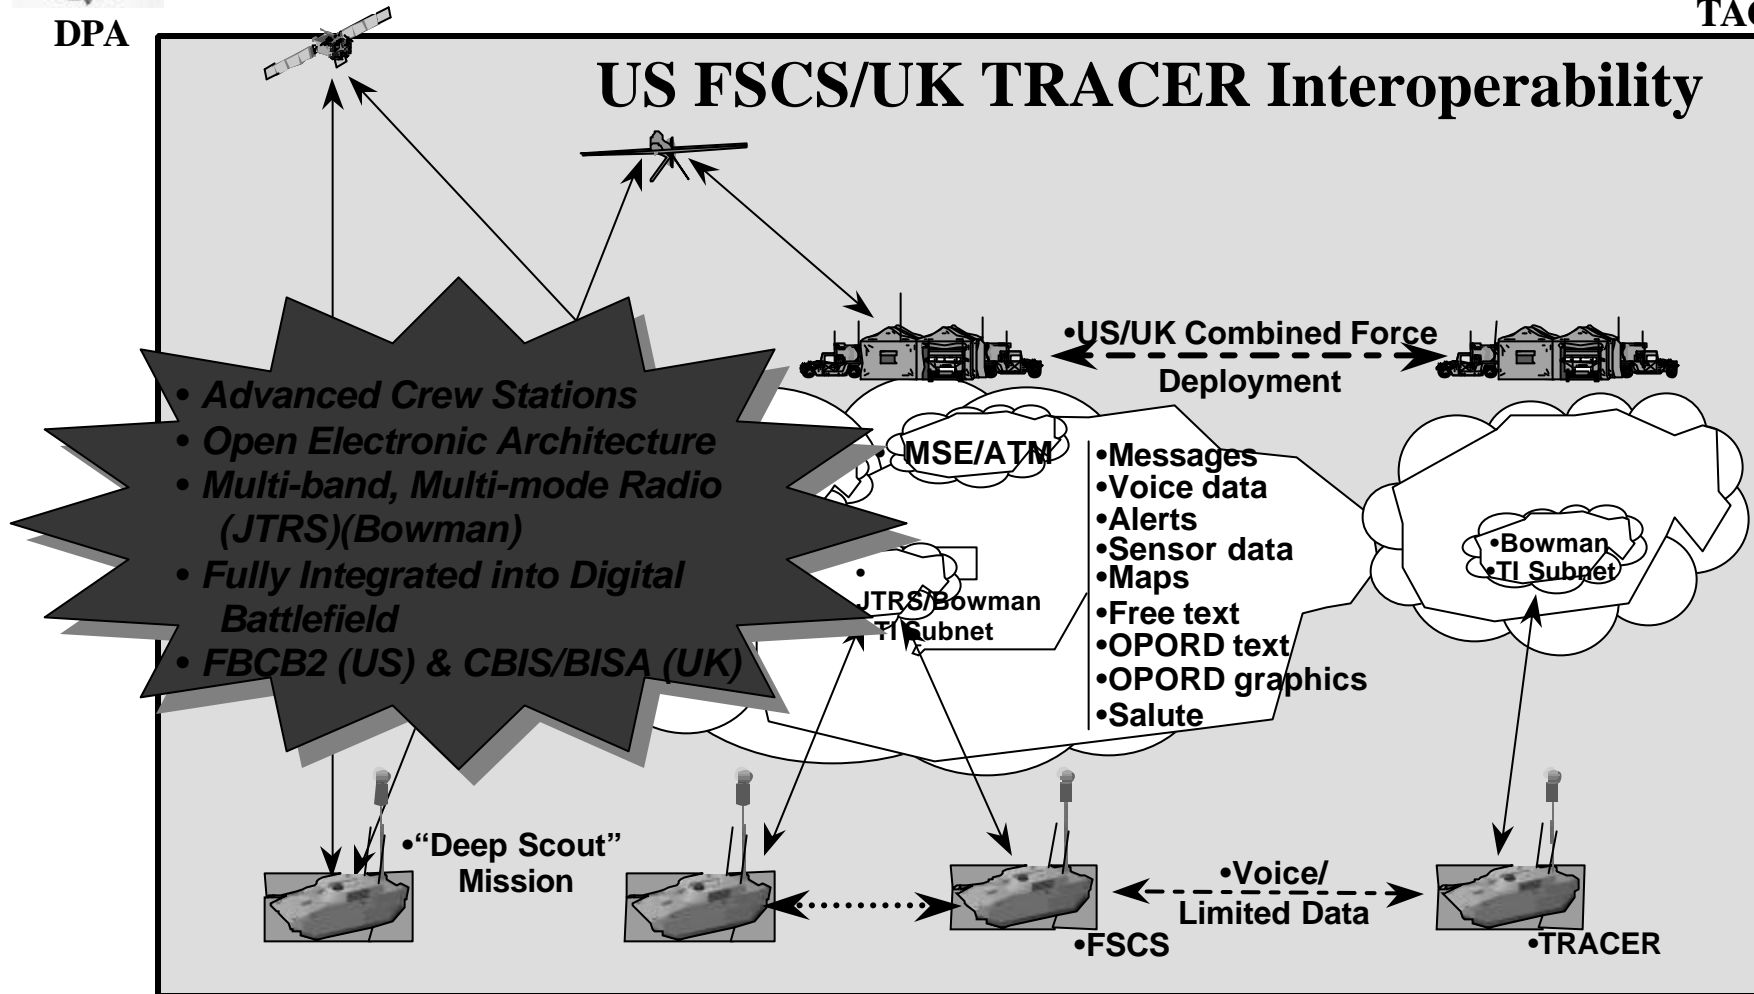 DPA
US FSCS/UK TRACER Interoperability
•US/UK Combined Force
Deployment
• Advanced Crew Stations
• Open Electronic Architecture
• Multi-band, Multi-mode Radio
(JTRS)(Bowman)
• Fully Integrated into Digital
Battlefield
• FBCB2 (US) & CBIS/BISA (UK)
• MSE/ATM
•Messages
•Voice data
•Alerts
•Sensor data
•Maps
•Free text
•OPORD text
•OPORD graphics
•Salute
•
JTRS/Bowman
TI Subnet
•Bowman
•TI Subnet
•“Deep Scout”
Mission
•Voice/
Limited Data
•FSCS
•TRACER